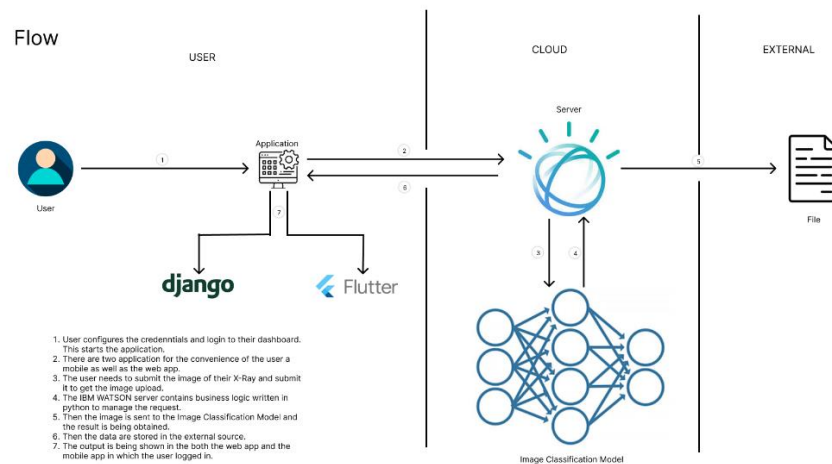 Flow
USER
CLOUD
EXTERNAL
Server
Application
1
2
6
5
User
File
7
3
4
django
Flutter
1. User configures the credenntials and login to their dashboard.
This starts the application.
2. There are two application for the convenience of the user a
mobile as well as the web app.
3. The user needs to submit the image of their X-Ray and submit
it to get the image upload.
4. The IBM WATSON server contains business logic written in
python to manage the request.
5. Then the image is sent to the Image Classification Model and
the result is being obtained.
6. Then the data are stored in the external source.
7. The output is being shown in the both the web app and the
mobile app in which the user logged in.
Image Classification Model